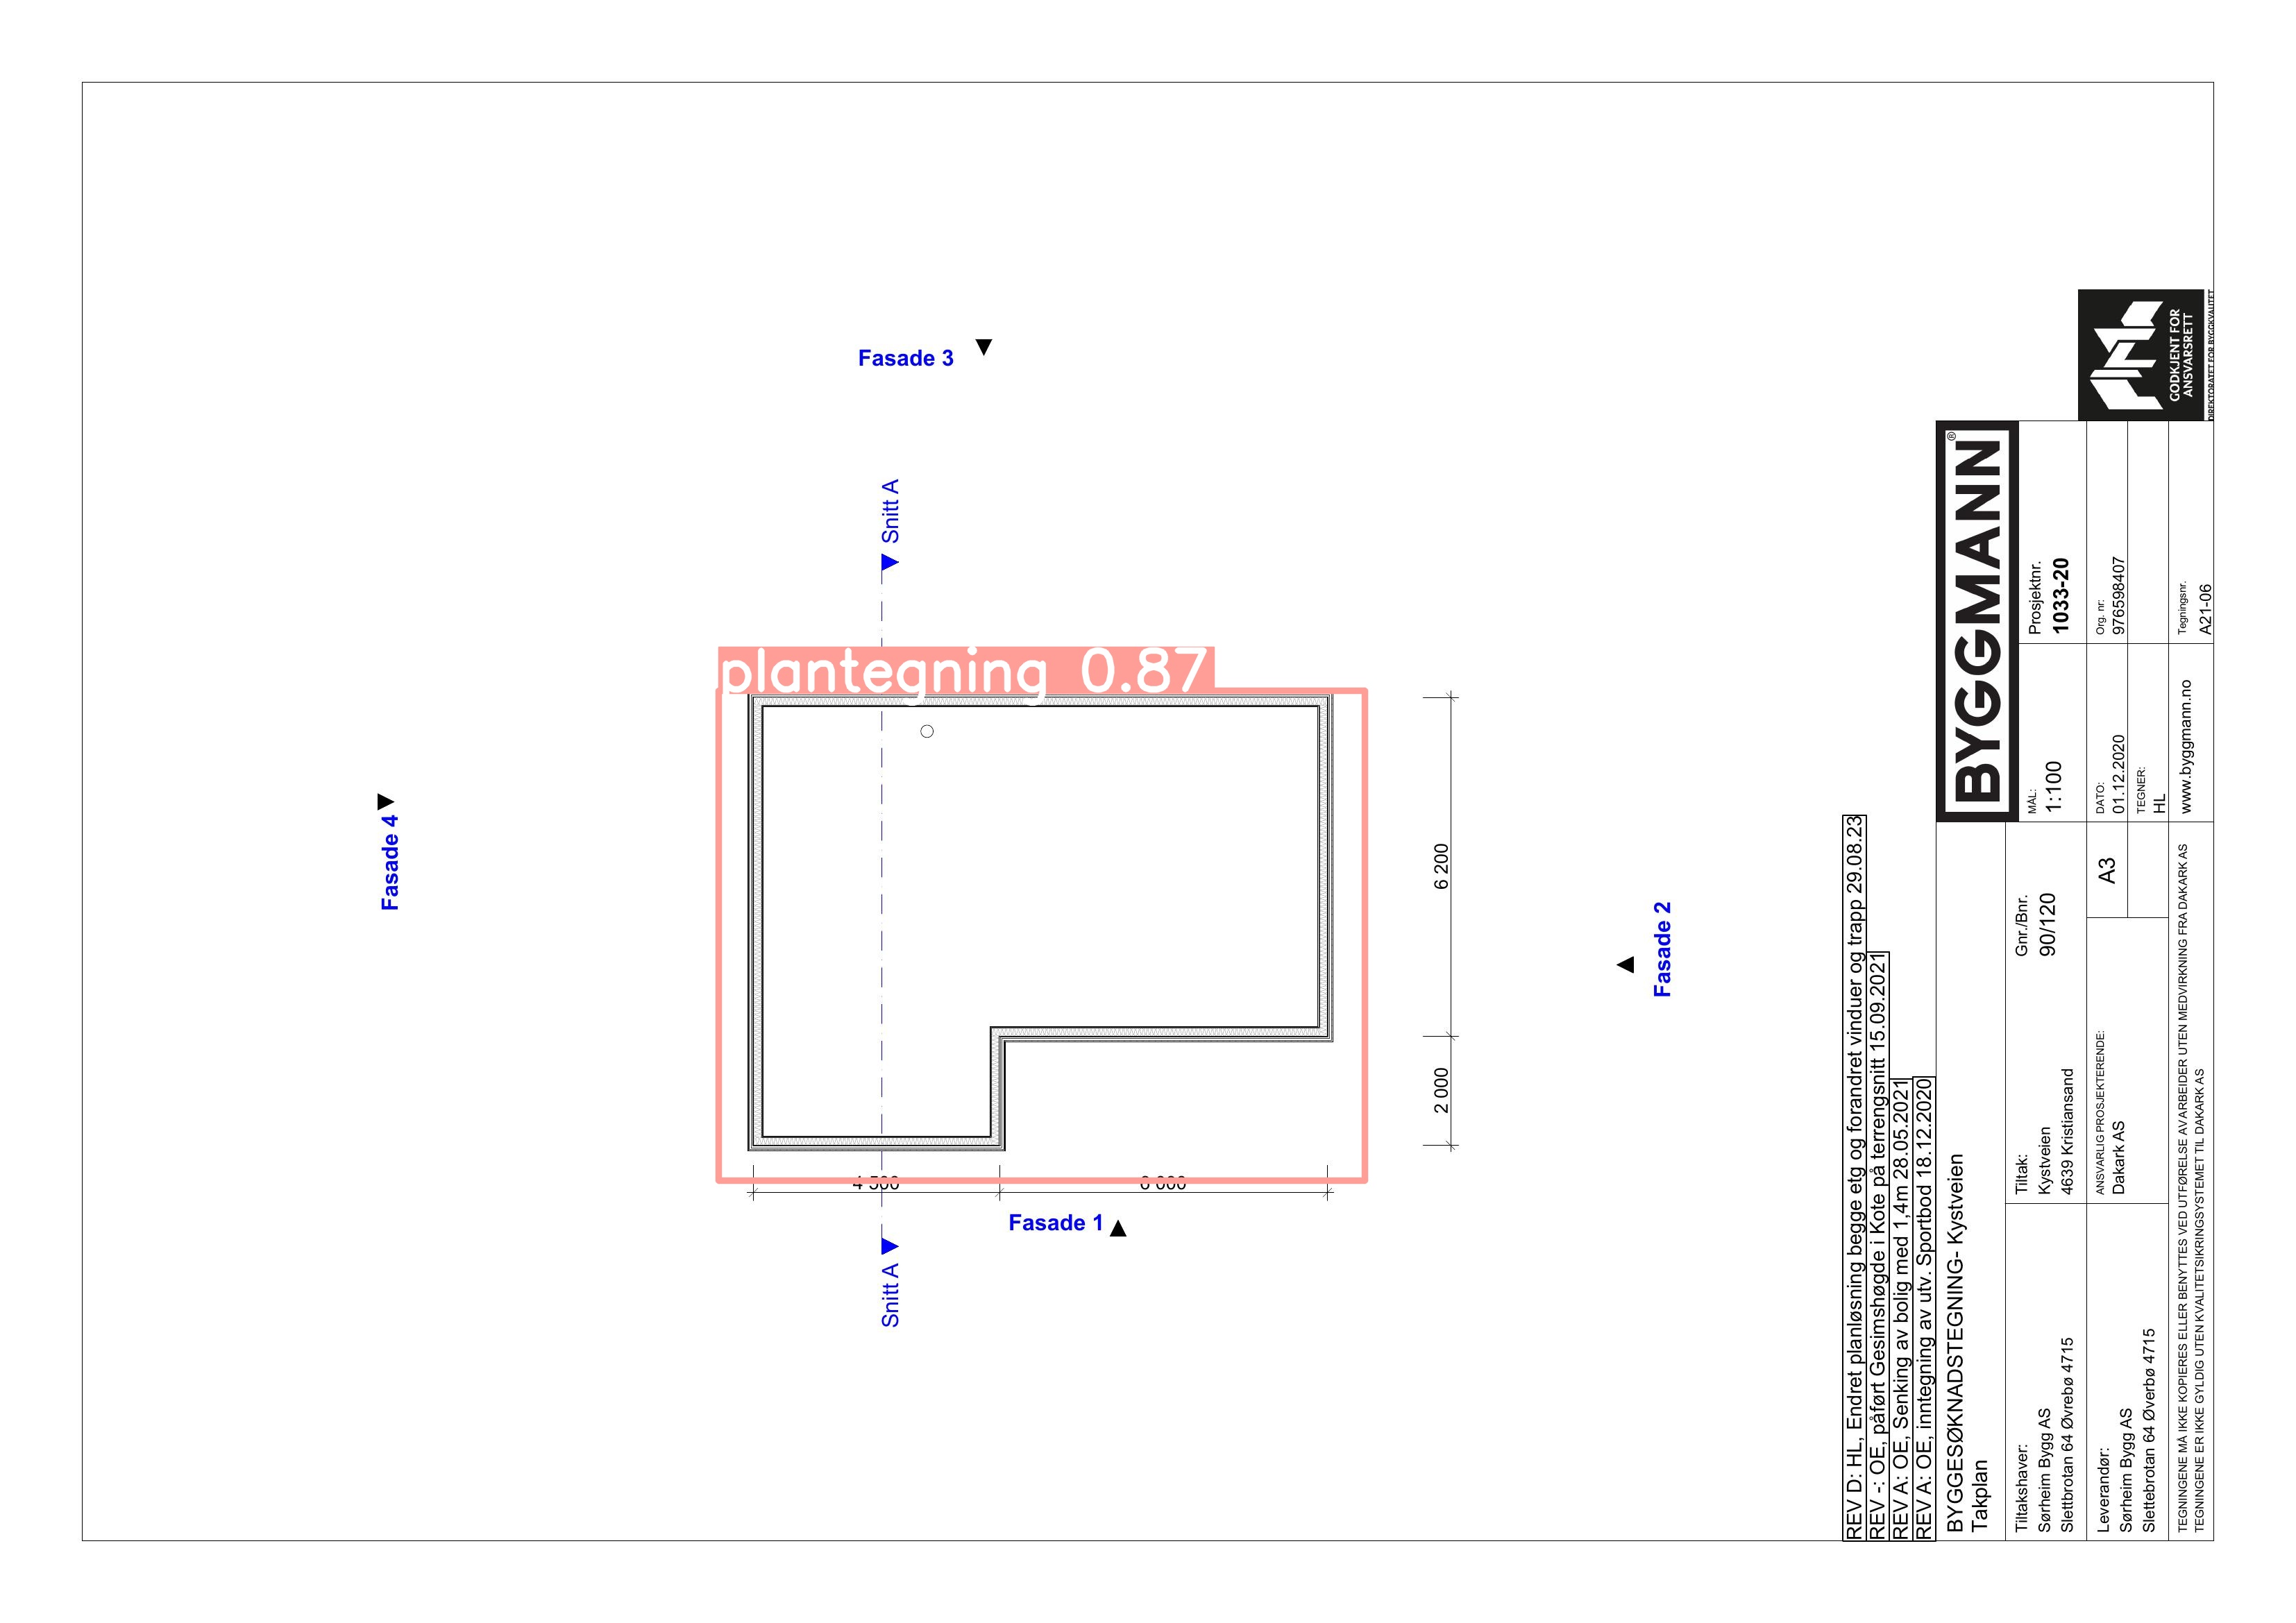 Fasade 3
Snitt A
plantegning 0.87
Fasade 4
6 200
2 000
4 500
6 000
Fasade 2
Fasade 1
Snitt A
REV D: HL, Endret planløsning begge etg og forandret vinduer og trapp 29.08.23
REV -: OE, påført Gesimshøgde i Kote på terrengsnitt 15.09.2021
REV A: OE, Senking av bolig med 1,4m 28.05.2021
REV A: OE, inntegning av utv. Sportbod 18.12.2020
BYGGESØKNADSTEGNING- Kystveien
Takplan
BYGGMANN®
Tiltakshaver:
Sørheim Bygg AS
Slettbrotan 64 Øvrebø 4715
Tiltak:
Kystveien
4639 Kristiansand
Gnr./Bnr.
90/120
MÅL:
1:100
Prosjektnr.
1033-20
Leverandør:
Sørheim Bygg AS
Slettebrotan 64 Øverbø 4715
ANSVARLIG PROSJEKTERENDE:
Dakark AS
A3
DATO:
01.12.2020
TEGNER:
HL
Org. nr:
976598407
TEGNINGENE MÅ IKKE KOPIERES ELLER BENYTTES VED UTFØRELSE AV ARBEIDER UTEN MEDVIRKNING FRA DAKARK AS
TEGNINGENE ER IKKE GYLDIG UTEN KVALITETSIKRINGSYSTEMET TIL DAKARK AS
www.byggmann.no
Tegningsnr.
A21-06
GODKJENT FOR
ANSVARSRETT
DIREKTORATET FOR BYGGKVALITET